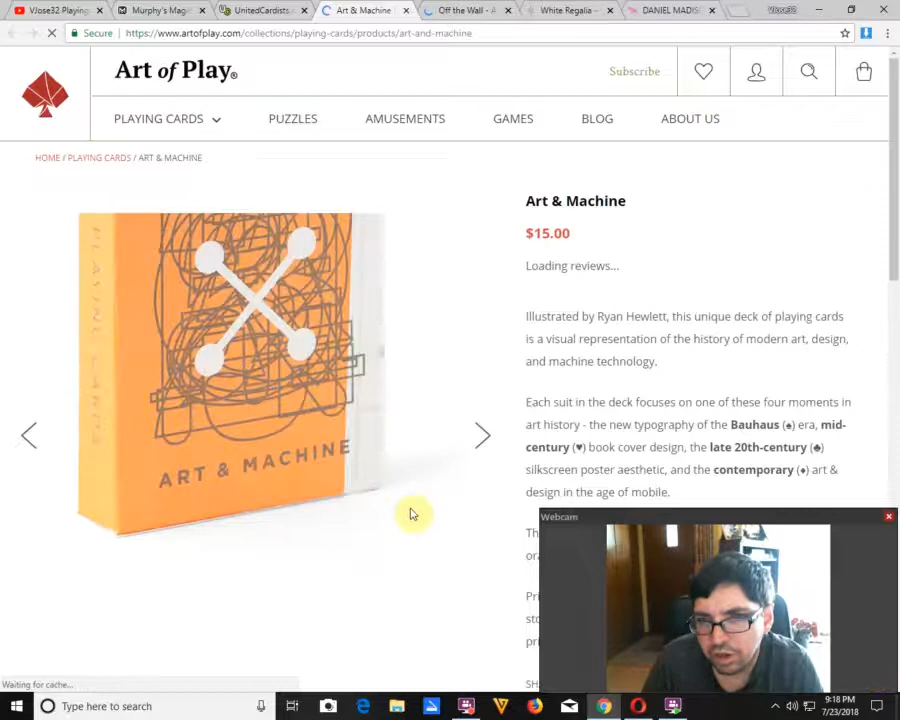 VJose32 Playing
Murphy's Mag
UnitedCardists
Art & Machine
Off the Wall - A
White Regalia –
DANIEL MADIS
VJose32
Secure
https://www.artofplay.com/collections/playing-cards/products/art-and-machine
Art of Play®
Subscribe
PLAYING CARDS
PUZZLES
AMUSEMENTS
GAMES
BLOG
ABOUT US
HOME / PLAYING CARDS / ART & MACHINE
Art & Machine
$15.00
Loading reviews...
Illustrated by Ryan Hewlett, this unique deck of playing cards
is a visual representation of the history of modern art, design,
and machine technology.
Each suit in the deck focuses on one of these four moments in
art history - the new typography of the Bauhaus (♠) era, mid-
century (♥) book cover design, the late 20th-century (♣)
silkscreen poster aesthetic, and the contemporary (♦) art &
design in the age of mobile.
PLAYING CARDS
ART & MACHINE
Webcam
Waiting for cache...
Type here to search
9:18 PM
7/23/2018